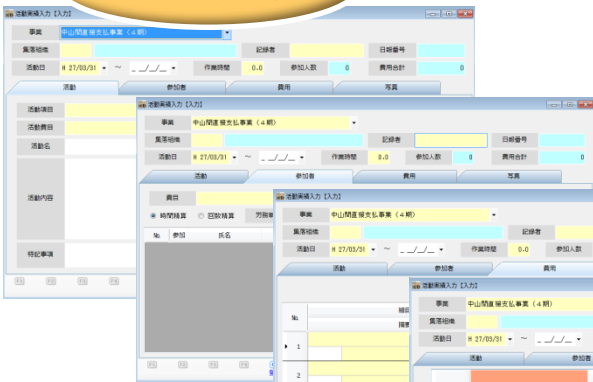 活動実績入力【入力】
事業 中山間直接支払事業（４期）
集落組織 記録者 日報番号
活動日 H 27/03/31 ～ __/__/__ 作業時間 0.0 参加人数 0 費用合計 0
活動 参加者 費用 写真
活動項目
活動費目
活動名
活動内容
特記事項
活動実績入力【入力】
事業 中山間直接支払事業（４期）
集落組織 記録者 日報番号
活動日 H 27/03/31 ～ __/__/__ 作業時間 0.0 参加人数 0 費用合計 0
活動 参加者 費用 写真
費目
時間精算 回数精算
No. 参加 氏名
活動実績入力【入力】
事業 中山間直接支払事業（４期）
集落組織 記録者
活動日 H 27/03/31 ～ __/__/__ 作業時間 0.0 参加人数
活動 参加者 費用
No.
1
2
活動実績入力【入力】
事業 中山間直接支払事業（４期）
集落組織
活動日 H 27/03/31 ～ __/__/__
活動 参加者